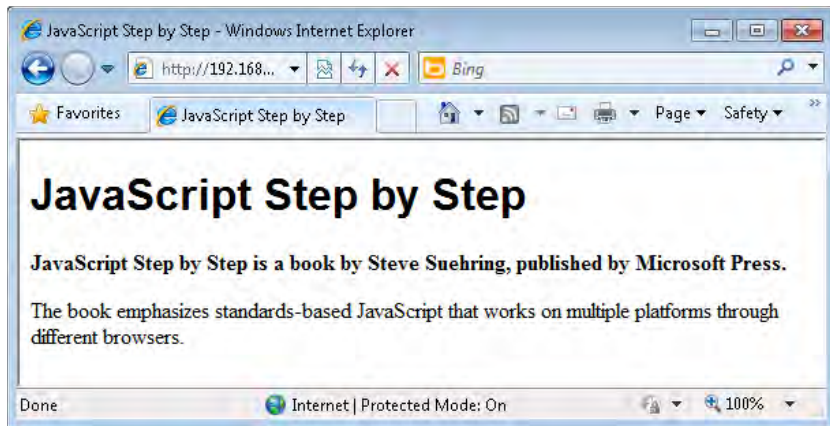 JavaScript Step by Step - Windows Internet Explorer
http://192.168...
Bing
Favorites
JavaScript Step by Step
Page
Safety
JavaScript Step by Step
JavaScript Step by Step is a book by Steve Suehring, published by Microsoft Press.
The book emphasizes standards-based JavaScript that works on multiple platforms through
different browsers.
Done
Internet | Protected Mode: On
100%